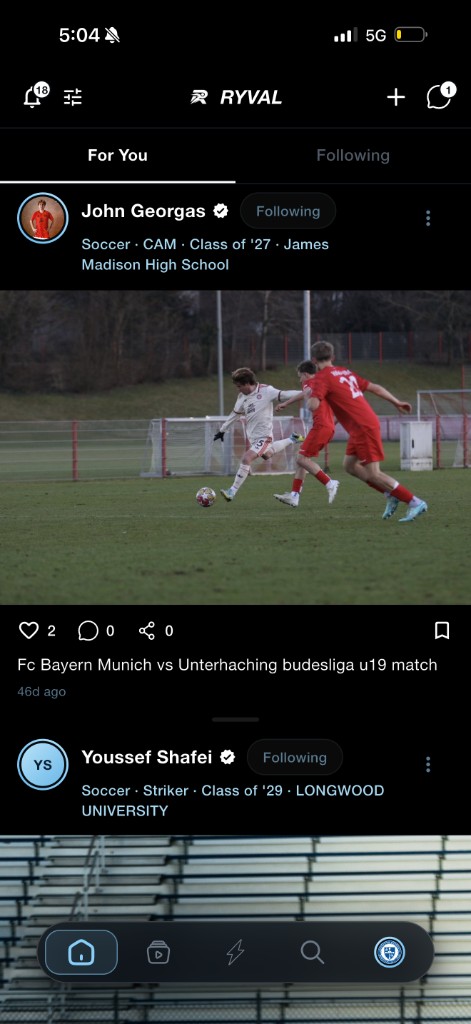 5:04
5G
18
RYVAL
1
For You
Following
John Georgas
Following
Soccer · CAM · Class of '27 · James
Madison High School
2
0
0
Fc Bayern Munich vs Unterhaching budesliga u19 match
46d ago
YS
Youssef Shafei
Following
Soccer · Striker · Class of '29 · LONGWOOD
UNIVERSITY